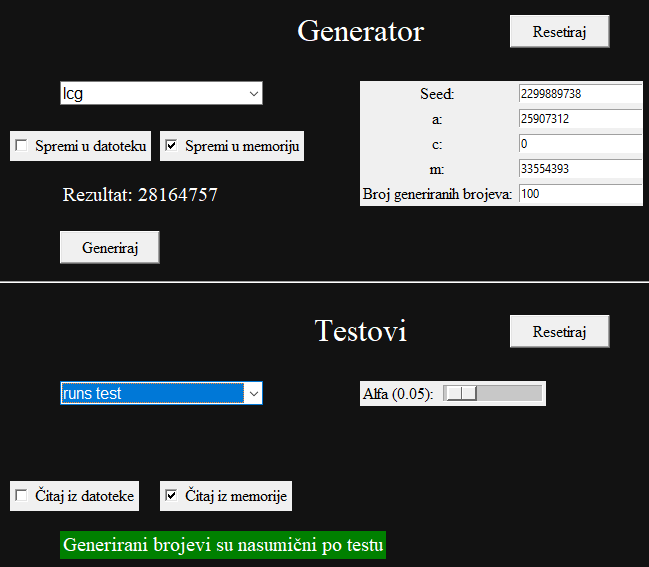 Generator
Resetiraj
lcg
Seed: 2299889738
a: 25907312
c: 0
m: 33554393
Broj generiranih brojeva: 100
Spremi u datoteku
Spremi u memoriju
Rezultat: 28164757
Generiraj
Testovi
Resetiraj
runs test
Alfa (0.05):
Čitaj iz datoteke
Čitaj iz memorije
Generirani brojevi su nasumični po testu